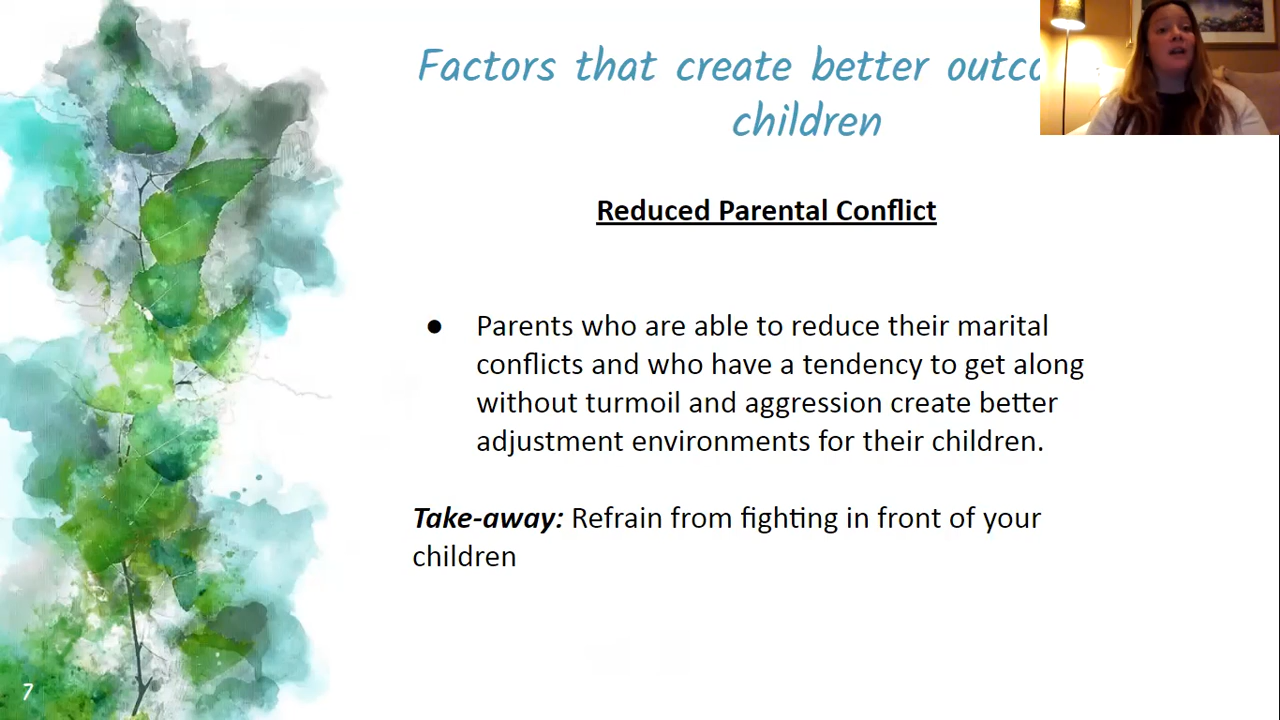 Factors that create better
children
Reduced Parental Conflict
● Parents who are able to reduce their marital
conflicts and who have a tendency to get along
without turmoil and aggression create better
adjustment environments for their children.
Take-away: Refrain from fighting in front of your
children
7